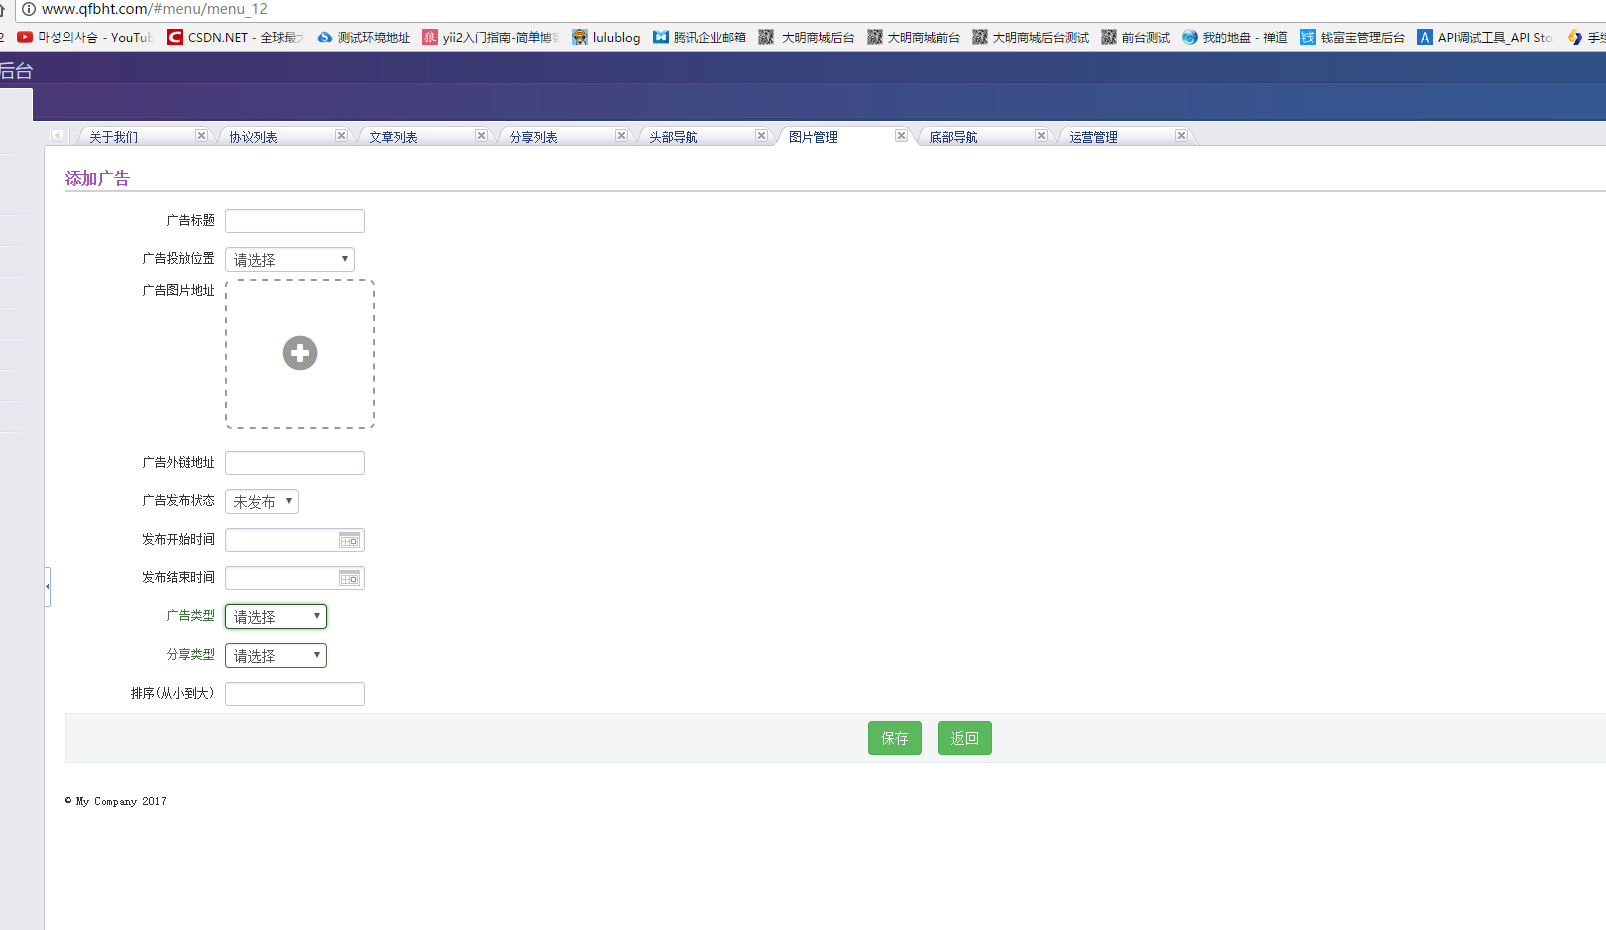 www.qfbht.com/#menu/menu_12
2 마성의사슴 - YouTub CSDN.NET - 全球最大 测试环境地址 yii2入门指南-简单博客 lulublog 腾讯企业邮箱 大明商城后台 大明商城前台 大明商城后台测试 前台测试 我的地盘 - 禅道 钱富宝管理后台 API调试工具_API Sto 手续
后台
关于我们 协议列表 文章列表 分享列表 头部导航 图片管理 底部导航 运营管理
添加广告
广告标题
广告投放位置 请选择
广告图片地址
广告外链地址
广告发布状态 未发布
发布开始时间
发布结束时间
广告类型 请选择
分享类型 请选择
排序(从小到大)
保存 返回
© My Company 2017